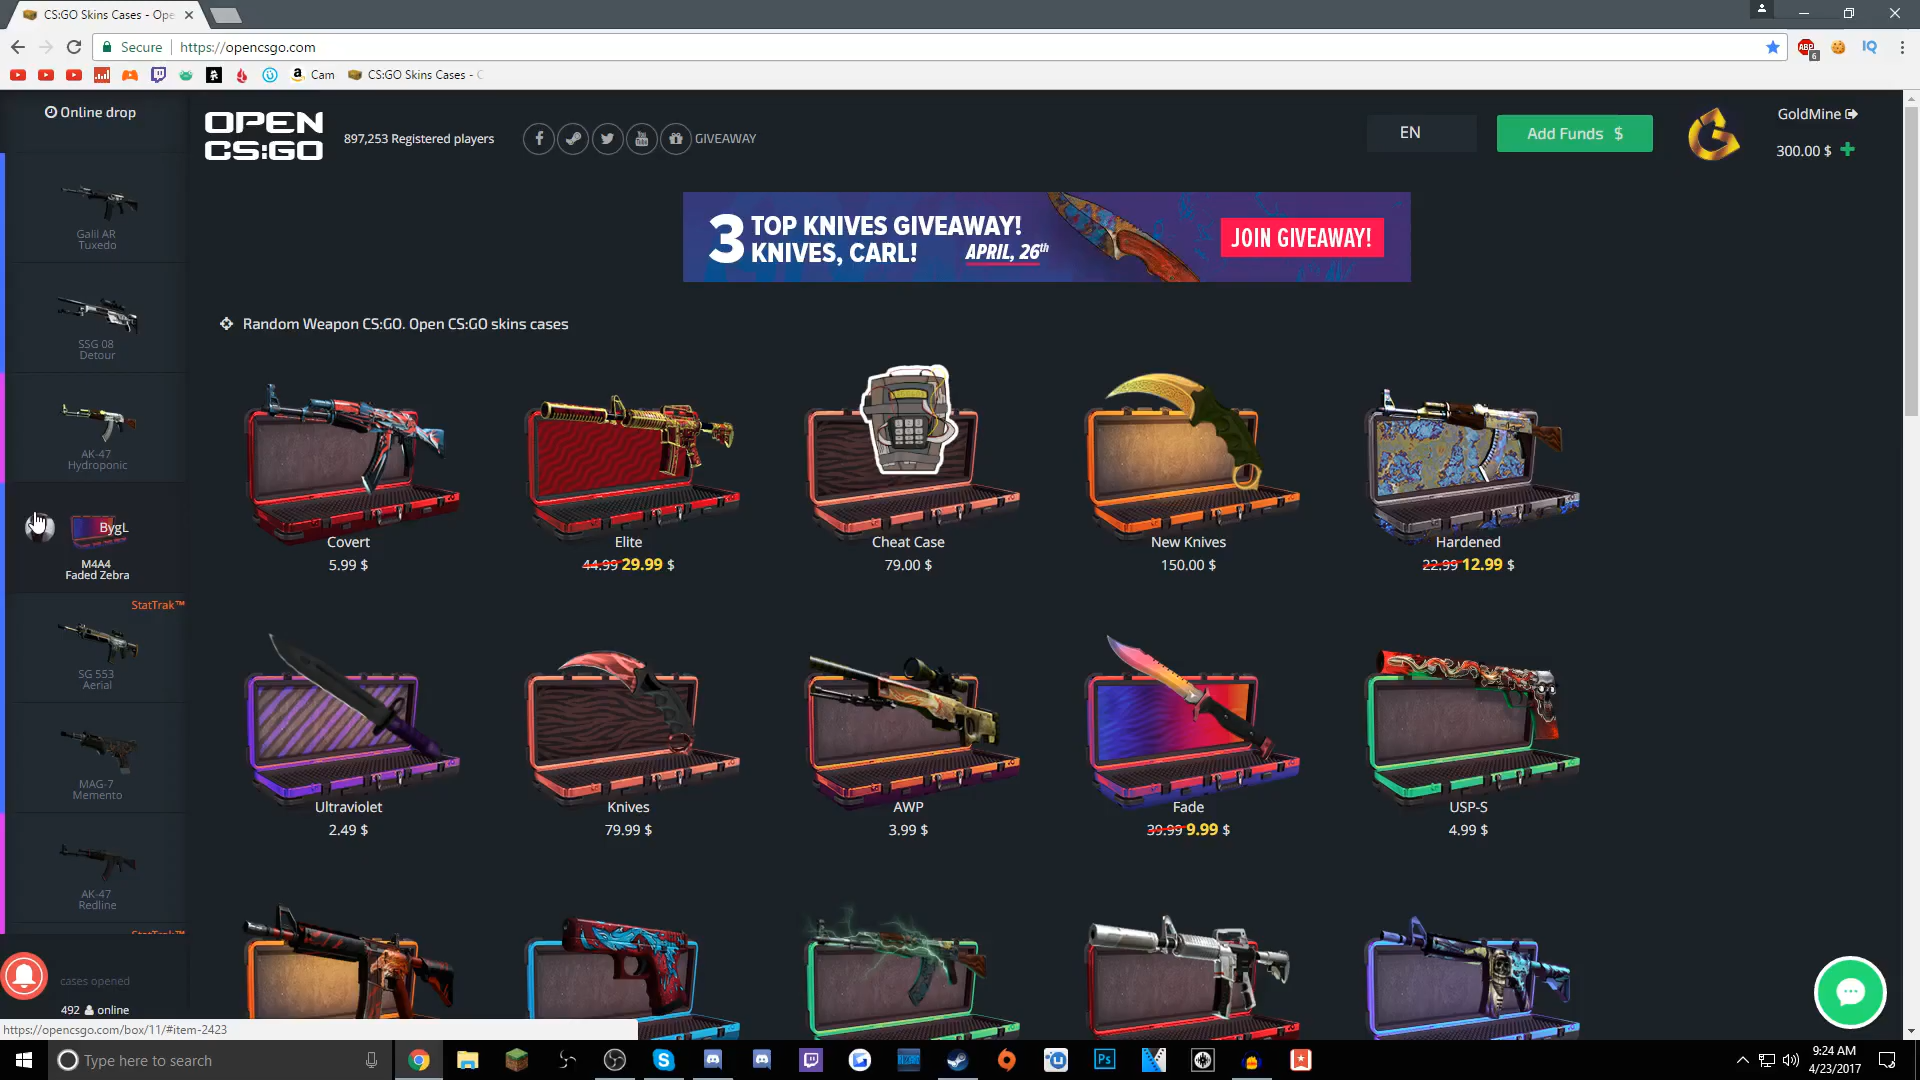 CS:GO Skins Cases - Ope
Secure
https://opencsgo.com
ABP
6
IQ
Cam
CS:GO Skins Cases - C
Online drop
OPEN
CS:GO
897,253 Registered players
GIVEAWAY
EN
Add Funds $
GoldMine
300.00 $
3 TOP KNIVES GIVEAWAY!
KNIVES, CARL!
APRIL, 26th
JOIN GIVEAWAY!
Random Weapon CS:GO. Open CS:GO skins cases
Galil AR
Tuxedo
SSG 08
Detour
AK-47
Hydroponic
BygL
M4A4
Faded Zebra
StatTrak™
SG 553
Aerial
MAG-7
Memento
AK-47
Redline
StatTrak™
cases opened
492 online
Covert
5.99 $
Elite
44.99 29.99 $
Cheat Case
79.00 $
New Knives
150.00 $
Hardened
22.99 12.99 $
Ultraviolet
2.49 $
Knives
79.99 $
AWP
3.99 $
Fade
39.99 9.99 $
USP-S
4.99 $
https://opencsgo.com/box/11/#item-2423
Type here to search
Ps
9:24 AM
4/23/2017